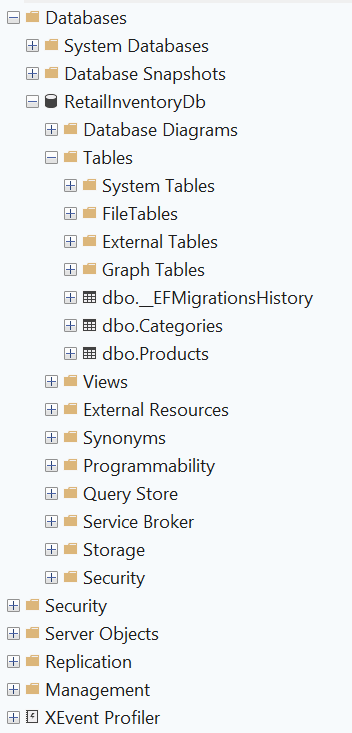 Databases
System Databases
Database Snapshots
RetailInventoryDb
Database Diagrams
Tables
System Tables
FileTables
External Tables
Graph Tables
dbo.__EFMigrationsHistory
dbo.Categories
dbo.Products
Views
External Resources
Synonyms
Programmability
Query Store
Service Broker
Storage
Security
Security
Server Objects
Replication
Management
XEvent Profiler